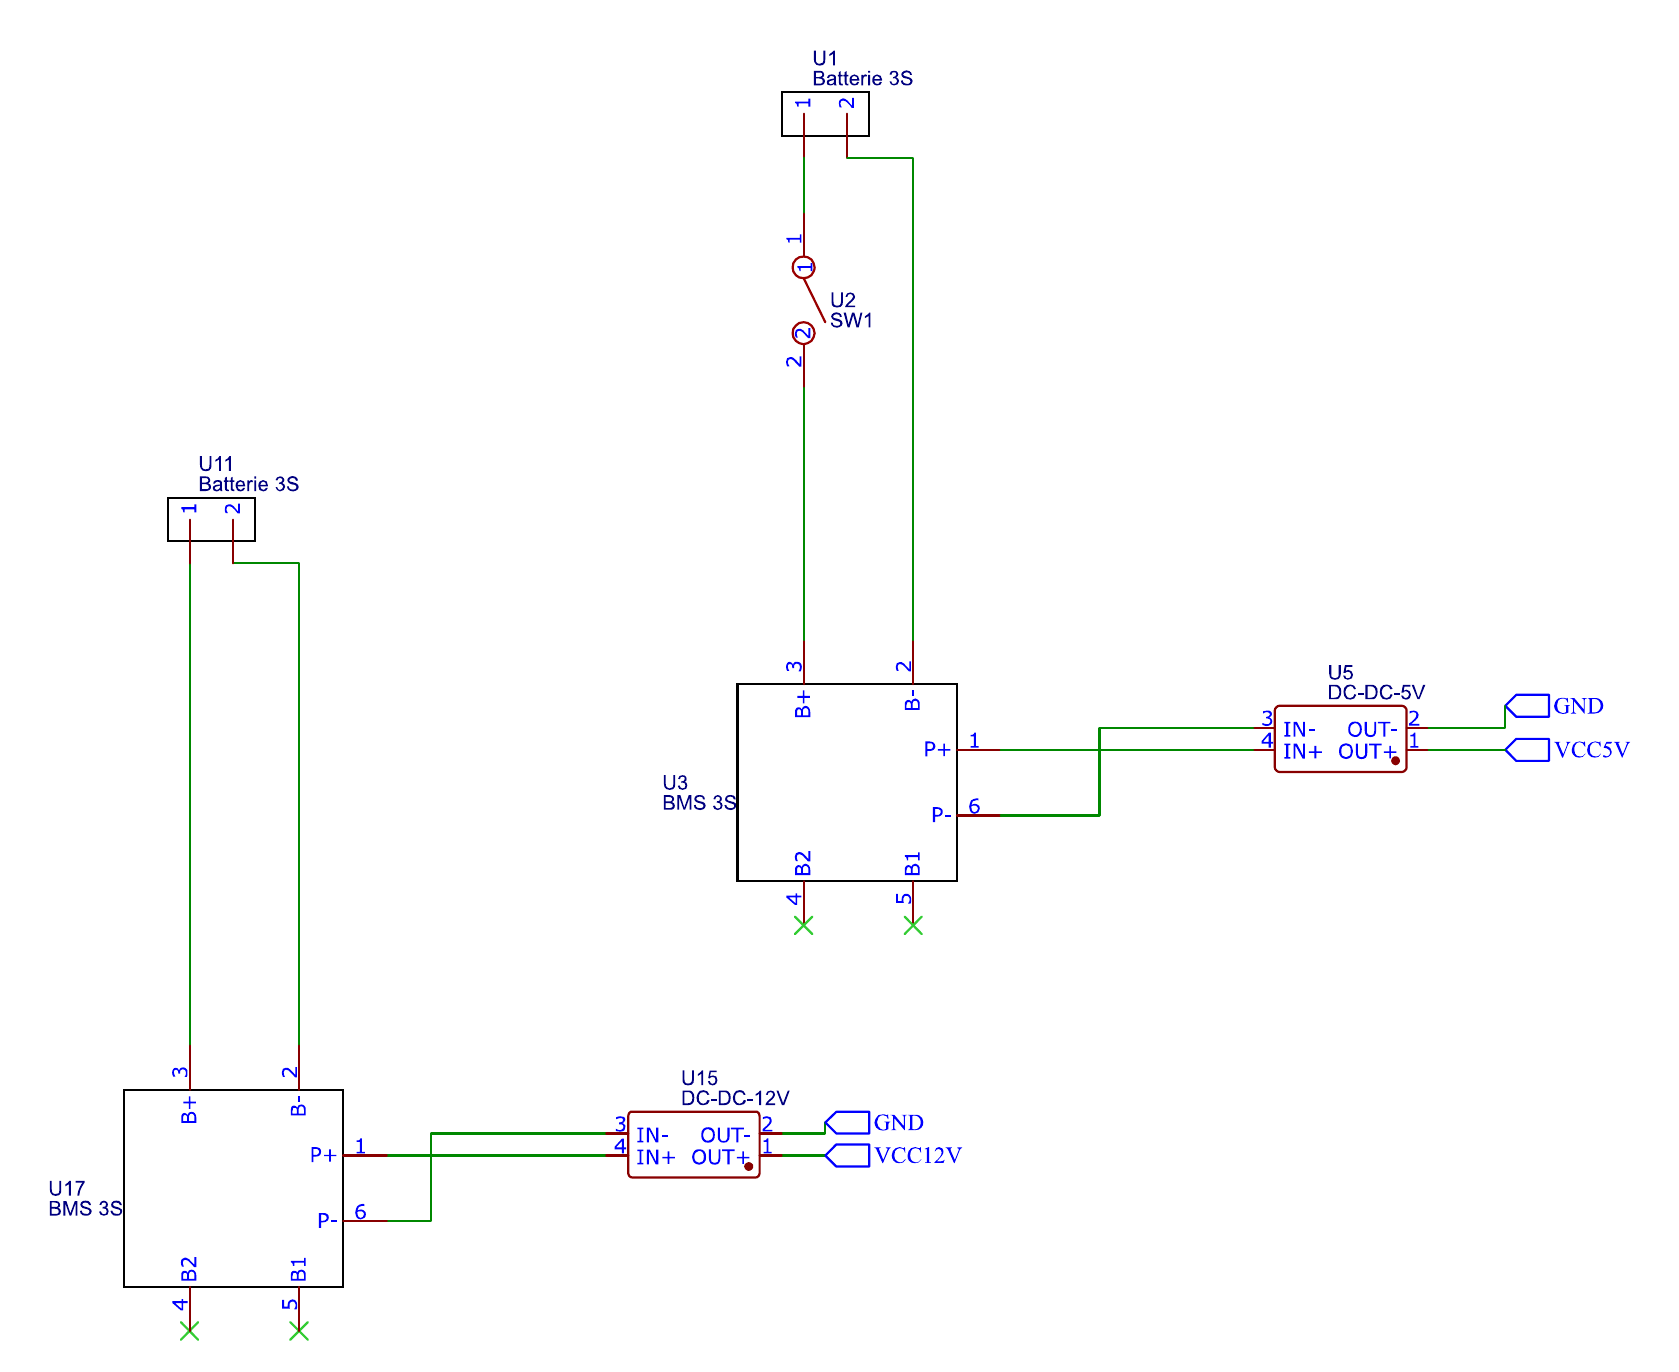 U1
Batterie 3S
1 2
1
1
U2
SW1
2
2
U11
Batterie 3S
1 2
3 2
B+ B-
U3
BMS 3S
P+ 1
P- 6
B2 B1
4 5
U5
DC-DC-5V
3 IN- OUT- 2
4 IN+ OUT+ 1
GND
VCC5V
3 2
B+ B-
U17
BMS 3S
P+ 1
P- 6
B2 B1
4 5
U15
DC-DC-12V
3 IN- OUT- 2
4 IN+ OUT+ 1
GND
VCC12V